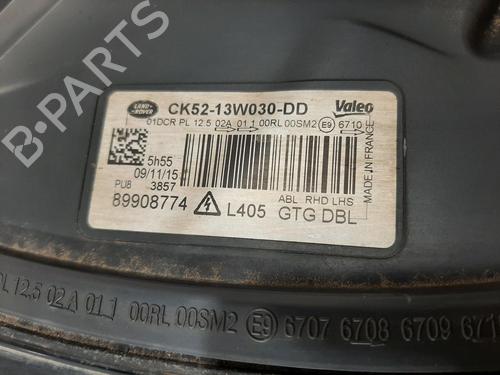 B-PARTS
LAND ROVER CK52-13W030-DD Valeo
01DCR PL 12.5 02A 01 1 00RL 00SM2 E9 6710
MADE IN FRANCE
5h55
09/11/15
PU8 3857
ABL RHD LHS
89908774 L405 GTG DBL
PL 12.5 02 A 01.1 00RL 00SM2 E9 6707 6708 6709